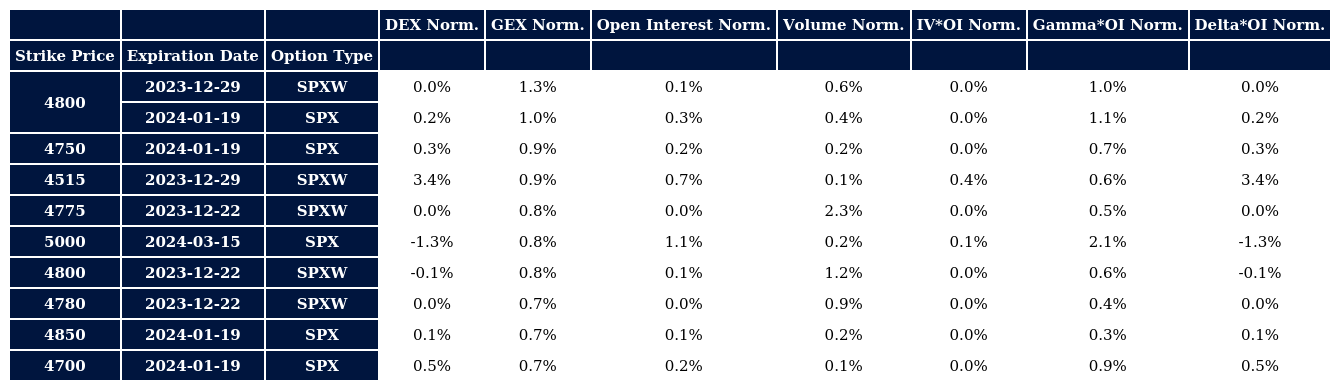 DEX Norm. GEX Norm. Open Interest Norm. Volume Norm. IV*OI Norm. Gamma*OI Norm. Delta*OI Norm.
Strike Price Expiration Date Option Type
4800 2023-12-29 SPXW 0.0% 1.3% 0.1% 0.6% 0.0% 1.0% 0.0%
2024-01-19 SPX 0.2% 1.0% 0.3% 0.4% 0.0% 1.1% 0.2%
4750 2024-01-19 SPX 0.3% 0.9% 0.2% 0.2% 0.0% 0.7% 0.3%
4515 2023-12-29 SPXW 3.4% 0.9% 0.7% 0.1% 0.4% 0.6% 3.4%
4775 2023-12-22 SPXW 0.0% 0.8% 0.0% 2.3% 0.0% 0.5% 0.0%
5000 2024-03-15 SPX -1.3% 0.8% 1.1% 0.2% 0.1% 2.1% -1.3%
4800 2023-12-22 SPXW -0.1% 0.8% 0.1% 1.2% 0.0% 0.6% -0.1%
4780 2023-12-22 SPXW 0.0% 0.7% 0.0% 0.9% 0.0% 0.4% 0.0%
4850 2024-01-19 SPX 0.1% 0.7% 0.1% 0.2% 0.0% 0.3% 0.1%
4700 2024-01-19 SPX 0.5% 0.7% 0.2% 0.1% 0.0% 0.9% 0.5%